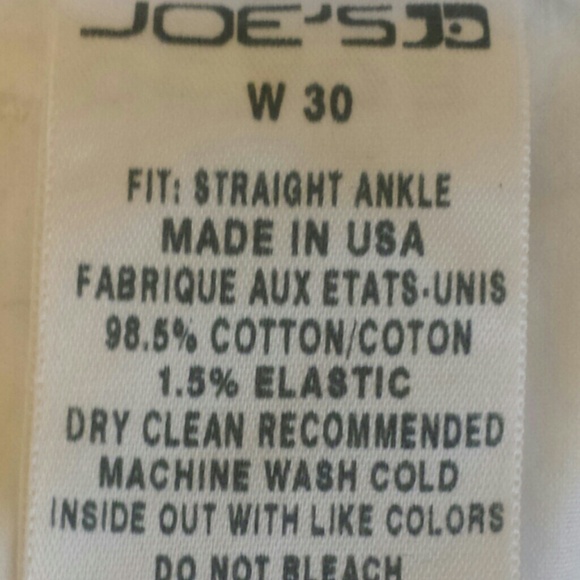 JOE'S
W 30
FIT: STRAIGHT ANKLE
MADE IN USA
FABRIQUE AUX ETATS-UNIS
98.5% COTTON/COTON
1.5% ELASTIC
DRY CLEAN RECOMMENDED
MACHINE WASH COLD
INSIDE OUT WITH LIKE COLORS
DO NOT BLEACH